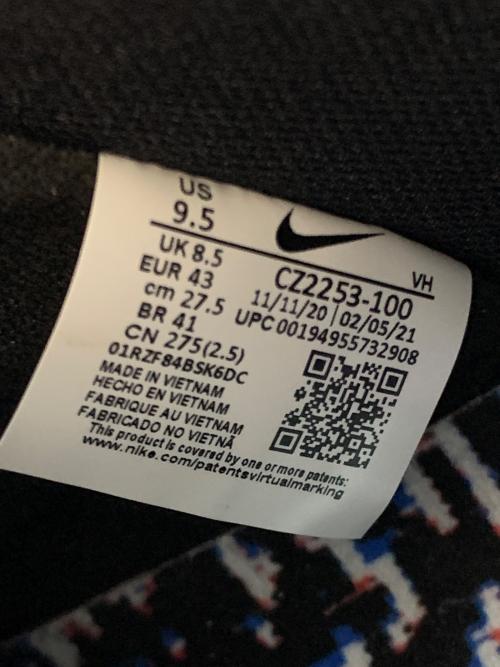 US
9.5
UK 8.5
EUR 43
cm 27.5
BR 41
CN 275(2.5)
01RZF84BSK6DC
MADE IN VIETNAM
HECHO EN VIETNAM
FABRIQUE AU VIETNAM
FABRICADO NO VIETNÃ
This product is covered by one or more patents:
www.nike.com/patentsvirtualmarking
VH
CZ2253-100
11/11/20 | 02/05/21
UPC 00194955732908